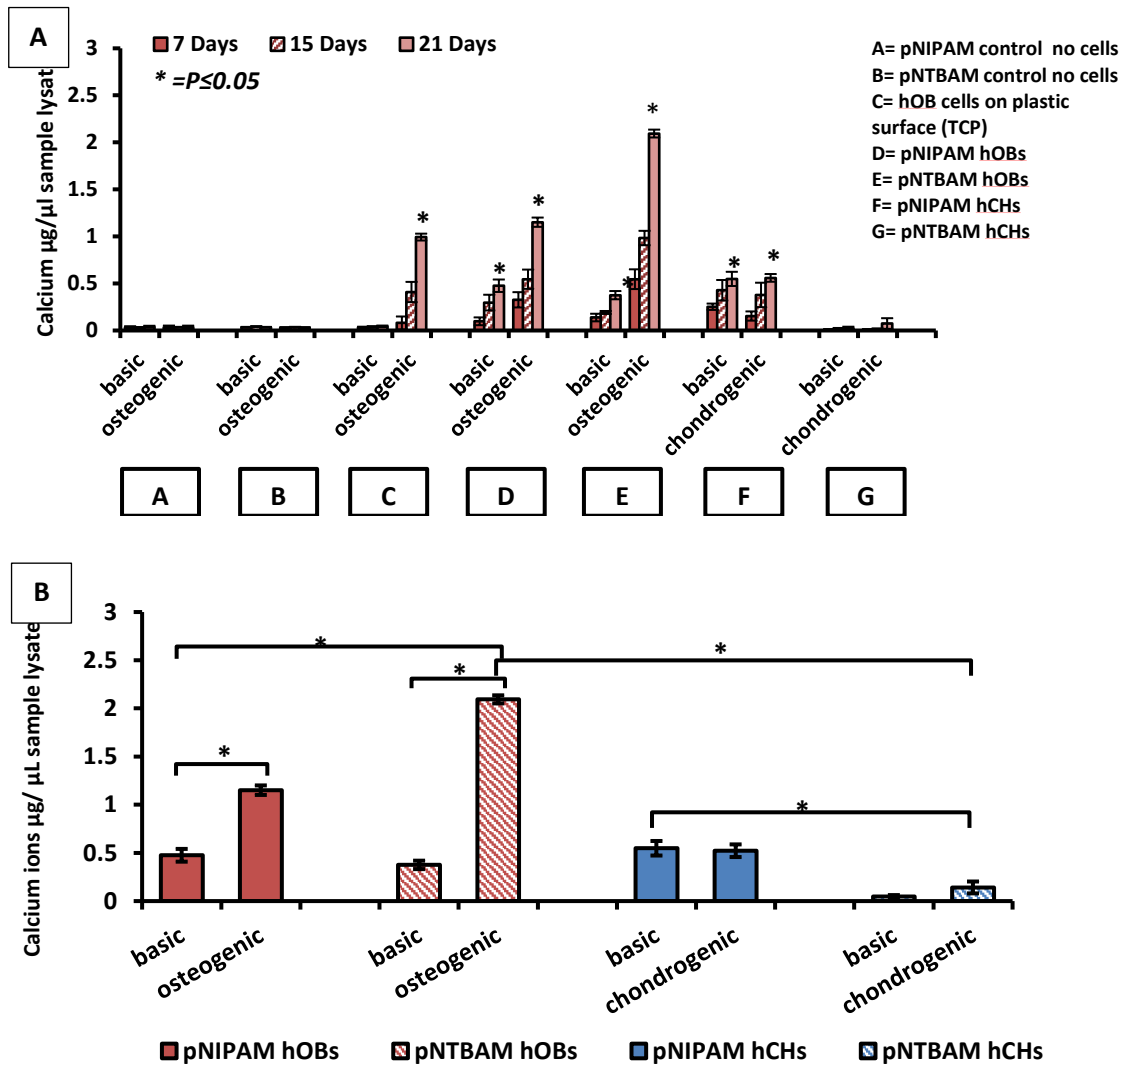 A
Calcium µg/µl sample lysat
3
2.5
2
1.5
1
0.5
0
7 Days 15 Days 21 Days
* =P≤0.05
* * * * * * *
A= pNIPAM control no cells
B= pNTBAM control no cells
C= hOB cells on plastic
surface (TCP)
D= pNIPAM hOBs
E= pNTBAM hOBs
F= pNIPAM hCHs
G= pNTBAM hCHs
basic osteogenic basic osteogenic basic osteogenic basic osteogenic basic osteogenic basic chondrogenic basic chondrogenic
A B C D E F G
B
Calcium ions µg/ µL sample lysate
3
2.5
2
1.5
1
0.5
0
* * * * *
basic osteogenic basic osteogenic basic chondrogenic basic chondrogenic
pNIPAM hOBs pNTBAM hOBs pNIPAM hCHs pNTBAM hCHs